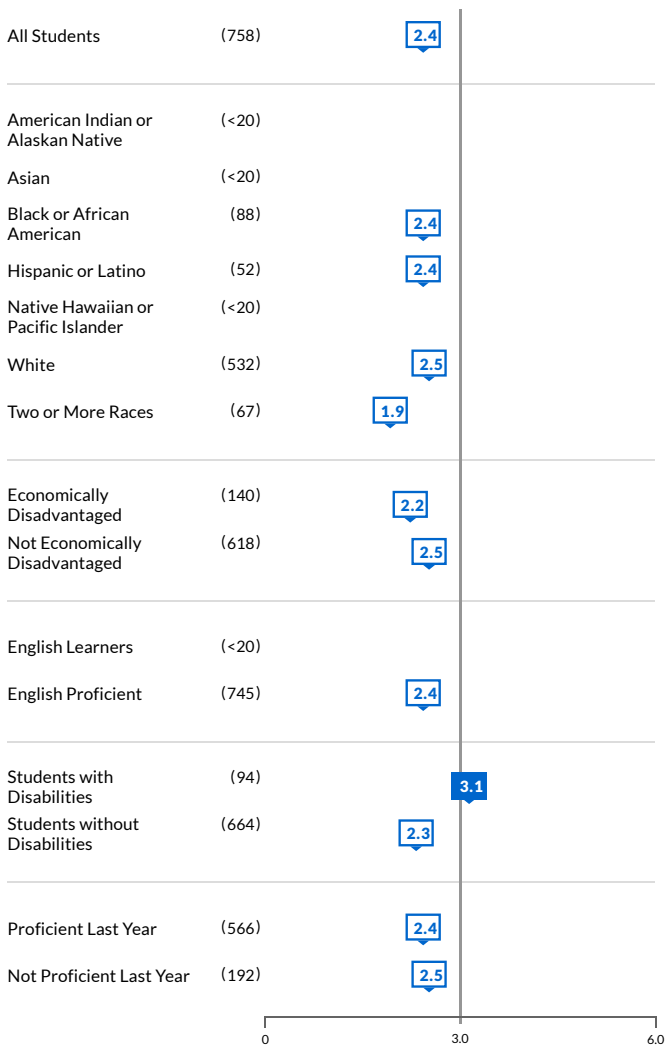 All Students (758) 2.4
American Indian or (<20)
Alaskan Native
Asian (<20)
Black or African (88) 2.4
American
Hispanic or Latino (52) 2.4
Native Hawaiian or (<20)
Pacific Islander
White (532) 2.5
Two or More Races (67) 1.9
Economically (140) 2.2
Disadvantaged
Not Economically (618) 2.5
Disadvantaged
English Learners (<20)
English Proficient (745) 2.4
Students with (94) 3.1
Disabilities
Students without (664) 2.3
Disabilities
Proficient Last Year (566) 2.4
Not Proficient Last Year (192) 2.5
0 3.0 6.0